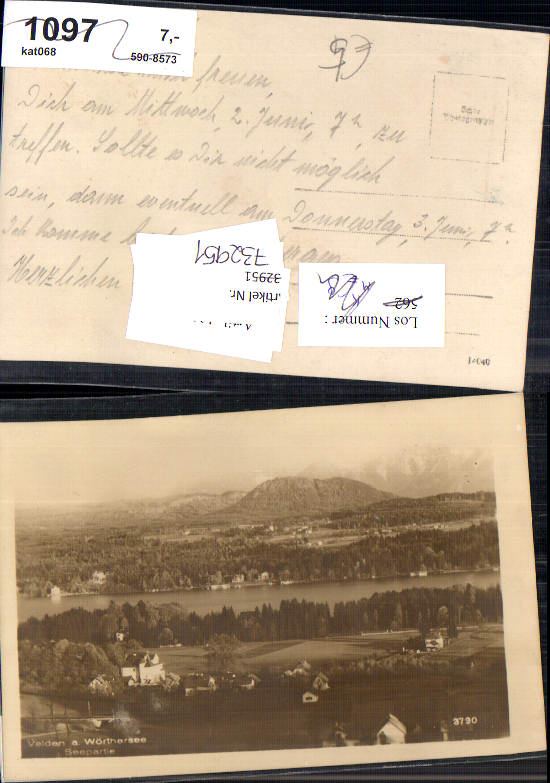 1097
7,-
kat068
590-8573
freuen,
Dich am Mittwoch, 2. Juni, 7h, zu
treffen. Sollte es Dir nicht möglich
sein, dann eventuell am Donnerstag, 3. Juni, 7h.
Ich komme
Herzlichen
732951
32951
rtikel Nr.
562
Los Nummer :
Velden a. Wörthersee
Seepartie
3790